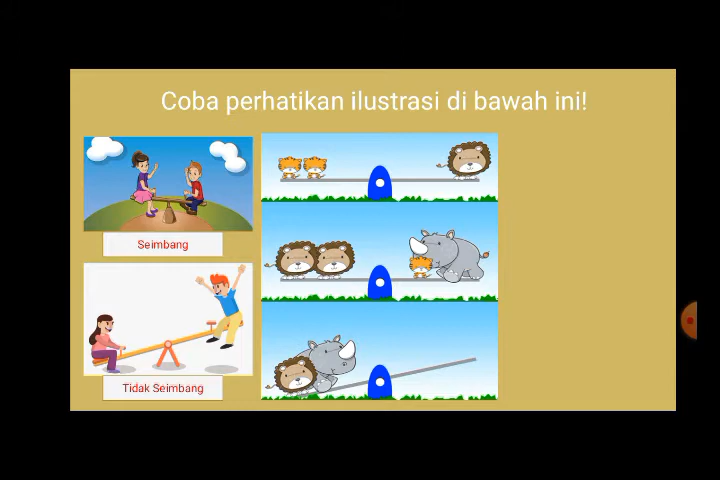 Coba perhatikan ilustrasi di bawah ini!
Seimbang
Tidak Seimbang